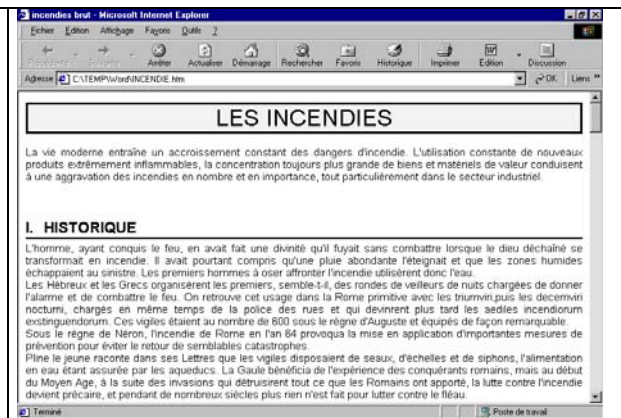 incendies brut - Microsoft Internet Explorer
Fichier Edition Affichage Favoris Outils ?
Précédente Suivante Arrêter Actualiser Démarrage Rechercher Favoris Historique Imprimer Edition Discussion
Adresse C:\TEMP\Word\INCENDIE.htm OK Liens »
LES INCENDIES
La vie moderne entraîne un accroissement constant des dangers d'incendie. L'utilisation constante de nouveaux
produits extrêmement inflammables, la concentration toujours plus grande de biens et matériels de valeur conduisent
à une aggravation des incendies en nombre et en importance, tout particulièrement dans le secteur industriel.
I. HISTORIQUE
L'homme, ayant conquis le feu, en avait fait une divinité qu'il fuyait sans combattre lorsque le dieu déchaîné se
transformait en incendie. Il avait pourtant compris qu'une pluie abondante l'éteignait et que les zones humides
échappaient au sinistre. Les premiers hommes à oser affronter l'incendie utilisèrent donc l'eau.
Les Hébreux et les Grecs organisèrent les premiers, semble-t-il, des rondes de veilleurs de nuits chargées de donner
l'alarme et de combattre le feu. On retrouve cet usage dans la Rome primitive avec les triumviri,puis les decemviri
nocturni, chargés en même temps de la police des rues et qui devinrent plus tard les aediles incendiorum
exstinguendorum. Ces vigiles étaient au nombre de 600 sous le règne d'Auguste et équipés de façon remarquable.
Sous le règne de Néron, l'incendie de Rome en l'an 64 provoqua la mise en application d'importantes mesures de
prévention pour éviter le retour de semblables catastrophes.
Pline le jeune raconte dans ses Lettres que les vigiles disposaient de seaux, d'échelles et de siphons, l'alimentation
en eau étant assurée par les aqueducs. La Gaule bénéficia de l'expérience des conquérants romains, mais au début
du Moyen Age, à la suite des invasions qui détruisirent tout ce que les Romains ont apporté, la lutte contre l'incendie
devient précaire, et pendant de nombreux siècles plus rien n'est fait pour lutter contre le fléau.
Terminé Poste de travail